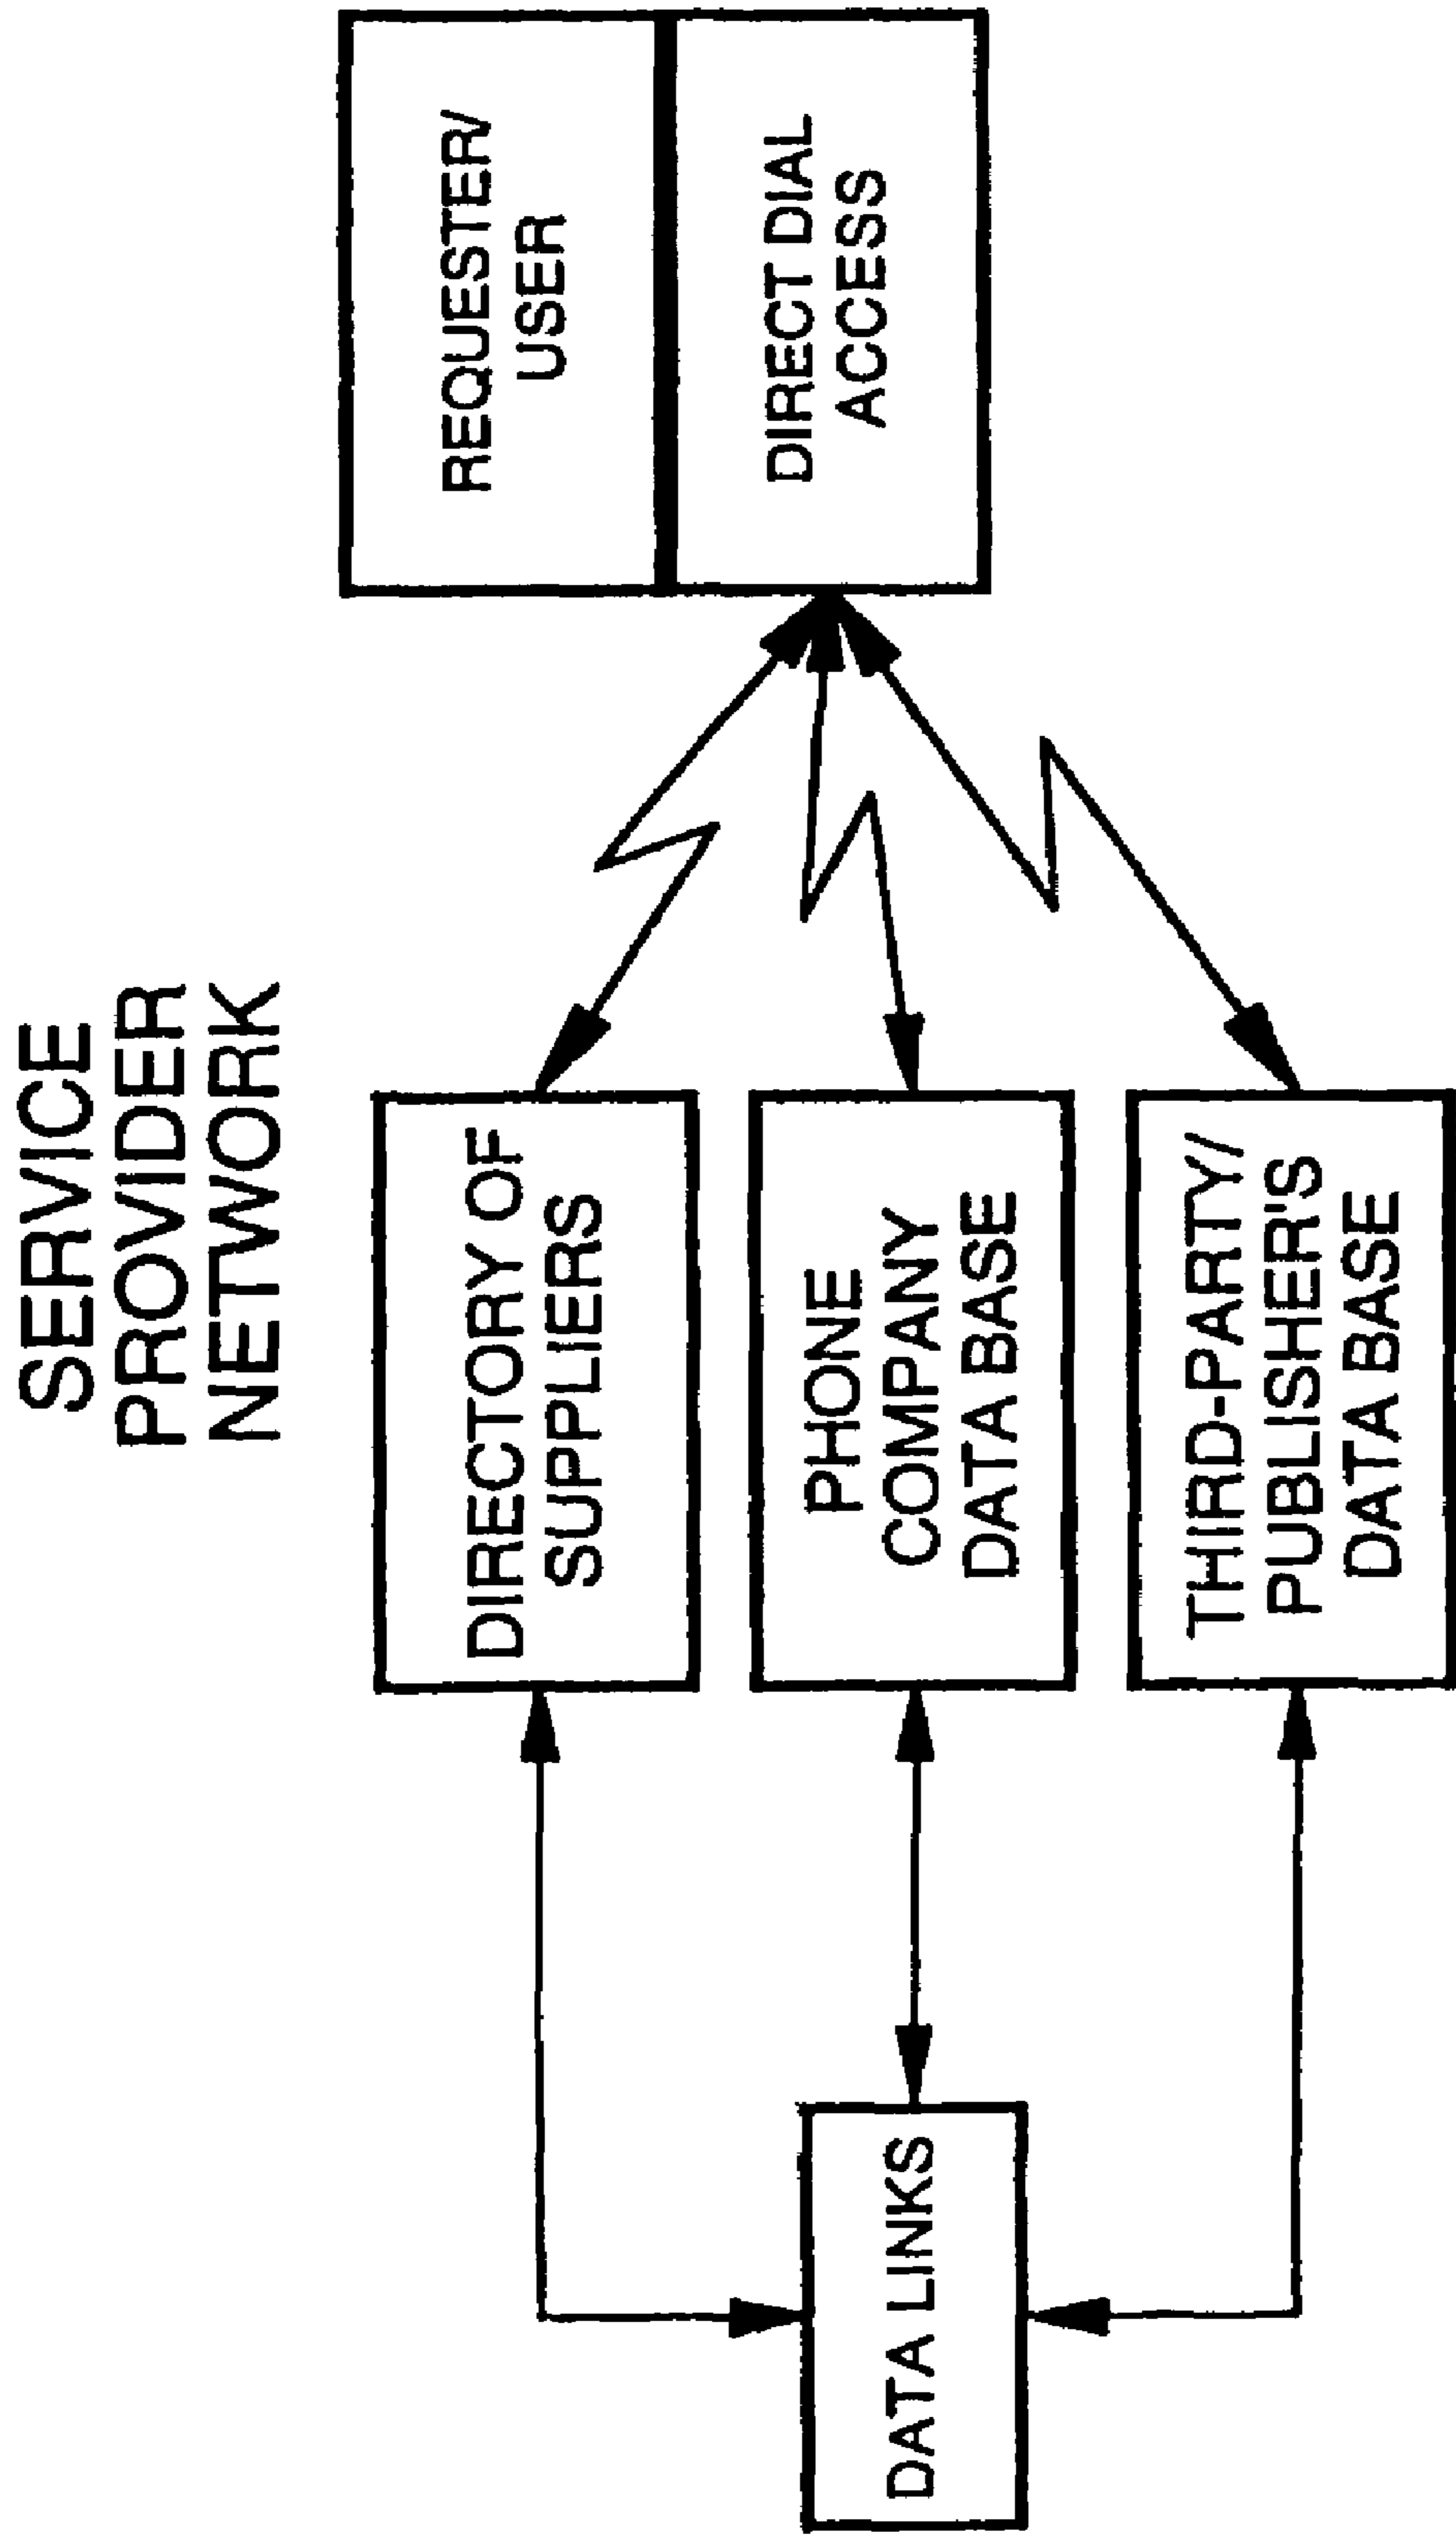 SERVICE
PROVIDER
NETWORK
DATA LINKS
DIRECTORY OF
SUPPLIERS
PHONE
COMPANY
DATA BASE
THIRD-PARTY/
PUBLISHER'S
DATA BASE
REQUESTER/
USER
DIRECT DIAL
ACCESS